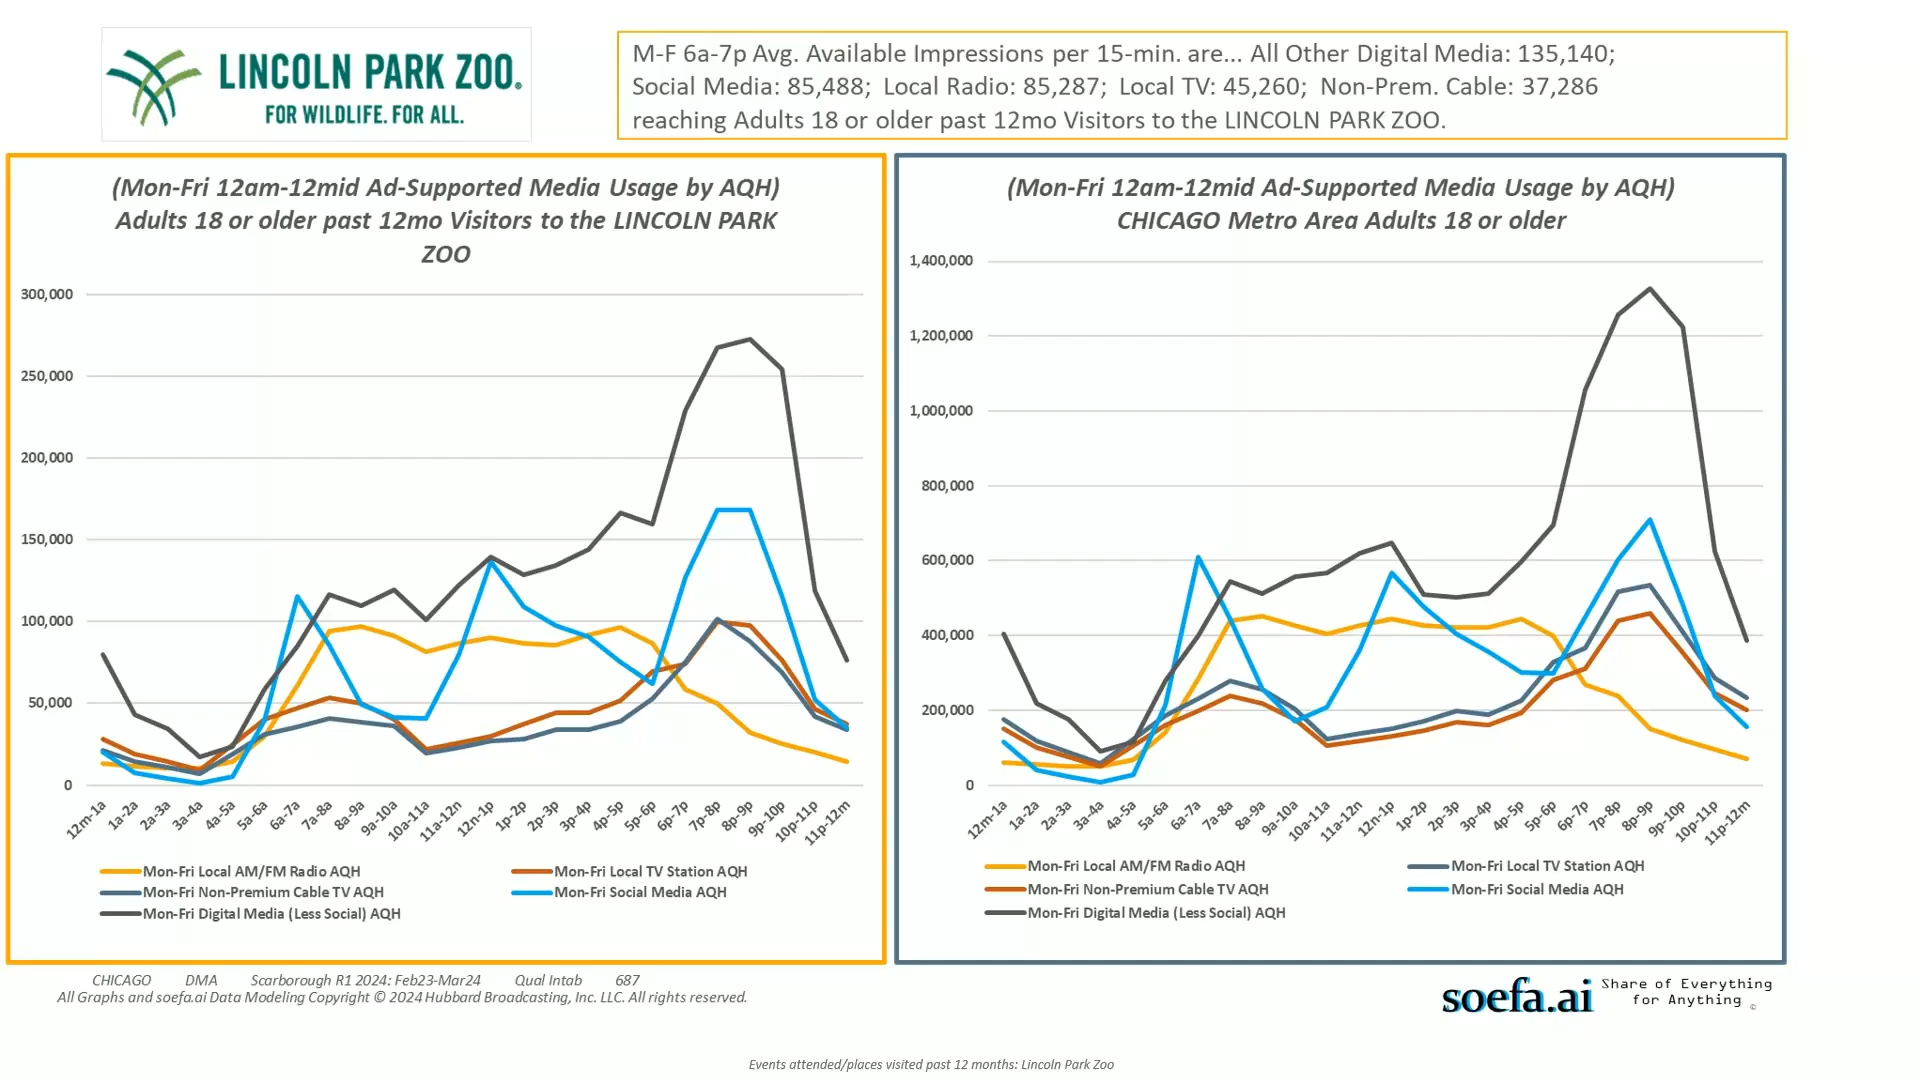 LINCOLN PARK ZOO®
FOR WILDLIFE. FOR ALL.
M-F 6a-7p Avg. Available Impressions per 15-min. are... All Other Digital Media: 135,140;
Social Media: 85,488; Local Radio: 85,287; Local TV: 45,260; Non-Prem. Cable: 37,286
reaching Adults 18 or older past 12mo Visitors to the LINCOLN PARK ZOO.
(Mon-Fri 12am-12mid Ad-Supported Media Usage by AQH)
Adults 18 or older past 12mo Visitors to the LINCOLN PARK
ZOO
300,000
250,000
200,000
150,000
100,000
50,000
0
12m-1a
1a-2a
2a-3a
3a-4a
4a-5a
5a-6a
6a-7a
7a-8a
8a-9a
9a-10a
10a-11a
11a-12n
12n-1p
1p-2p
2p-3p
3p-4p
4p-5p
5p-6p
6p-7p
7p-8p
8p-9p
9p-10p
10p-11p
11p-12m
Mon-Fri Local AM/FM Radio AQH
Mon-Fri Local TV Station AQH
Mon-Fri Non-Premium Cable TV AQH
Mon-Fri Social Media AQH
Mon-Fri Digital Media (Less Social) AQH
(Mon-Fri 12am-12mid Ad-Supported Media Usage by AQH)
CHICAGO Metro Area Adults 18 or older
1,400,000
1,200,000
1,000,000
800,000
600,000
400,000
200,000
0
12m-1a
1a-2a
2a-3a
3a-4a
4a-5a
5a-6a
6a-7a
7a-8a
8a-9a
9a-10a
10a-11a
11a-12n
12n-1p
1p-2p
2p-3p
3p-4p
4p-5p
5p-6p
6p-7p
7p-8p
8p-9p
9p-10p
10p-11p
11p-12m
Mon-Fri Local AM/FM Radio AQH
Mon-Fri Local TV Station AQH
Mon-Fri Non-Premium Cable TV AQH
Mon-Fri Social Media AQH
Mon-Fri Digital Media (Less Social) AQH
CHICAGO DMA Scarborough R1 2024: Feb23-Mar24 Qual Intab 687
All Graphs and soefa.ai Data Modeling Copyright © 2024 Hubbard Broadcasting, Inc. LLC. All rights reserved.
soefa.ai
Share of Everything
for Anything ©
Events attended/places visited past 12 months: Lincoln Park Zoo